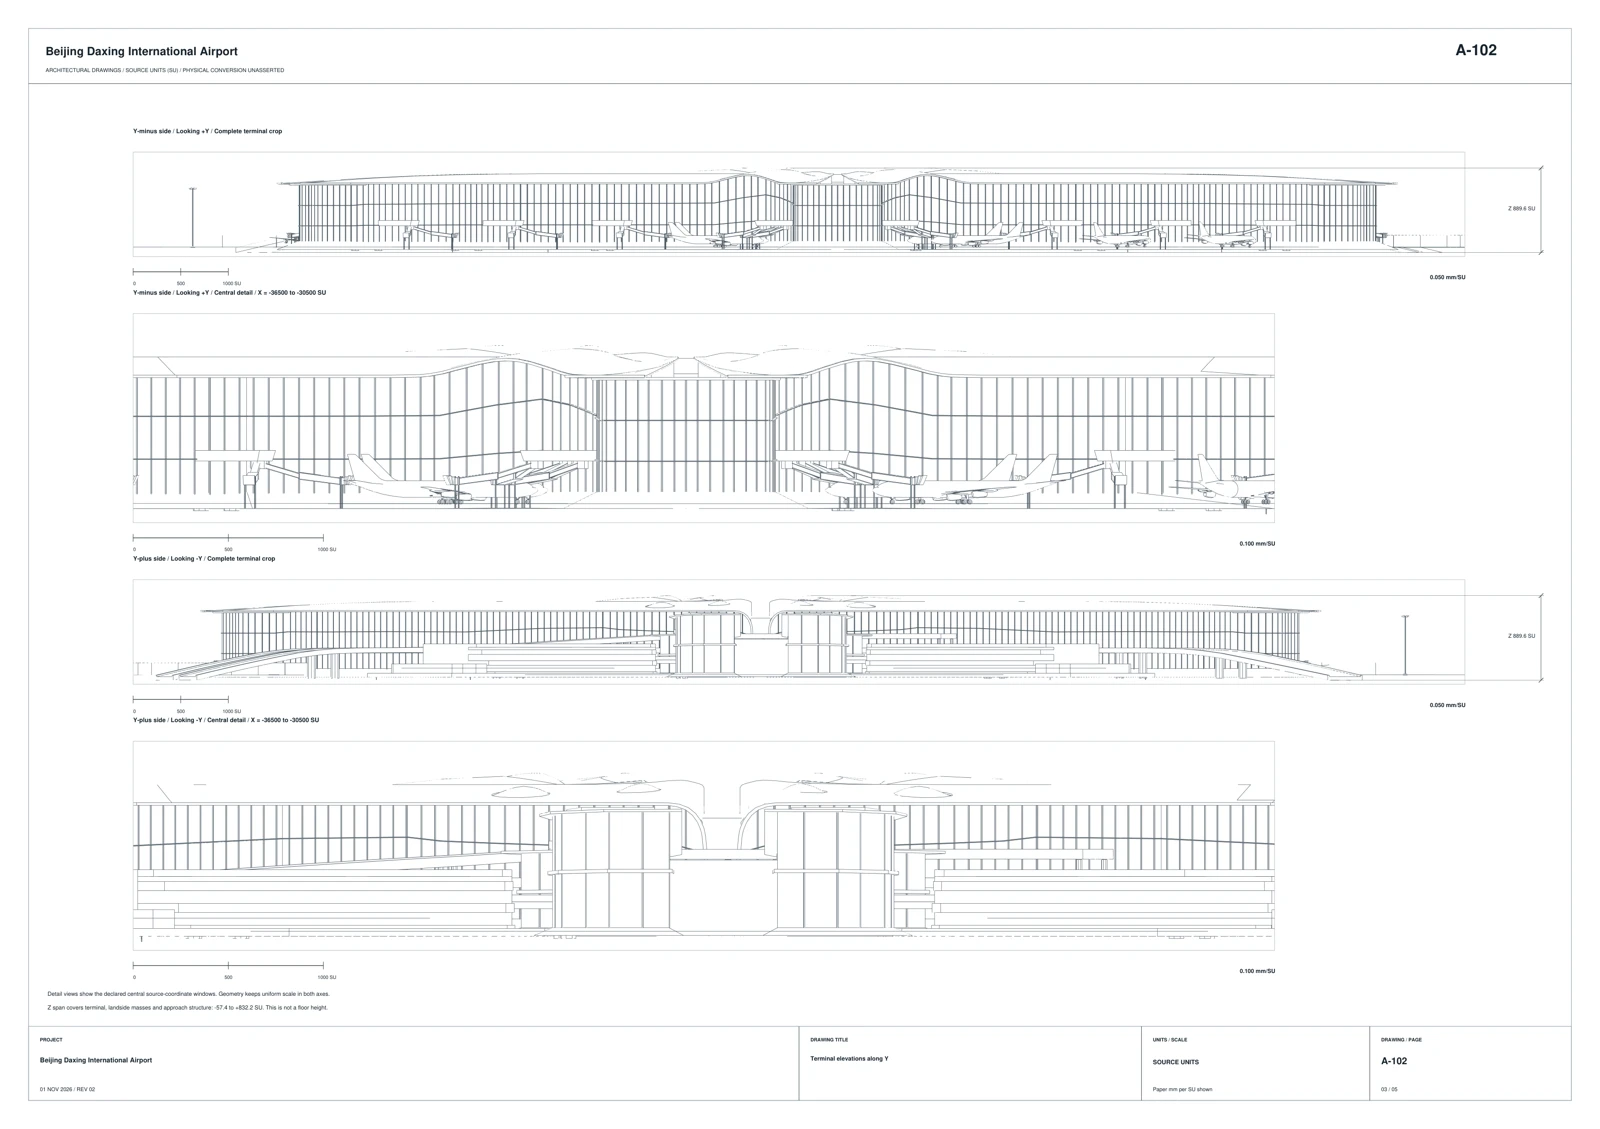 Beijing Daxing International Airport
A-102
ARCHITECTURAL DRAWINGS / SOURCE UNITS (SU) / PHYSICAL CONVERSION UNASSERTED
Y-minus side / Looking +Y / Complete terminal crop
Z 889.6 SU
0 500 1000 SU
0.050 mm/SU
Y-minus side / Looking +Y / Central detail / X = -36500 to -30500 SU
0 500 1000 SU
0.100 mm/SU
Y-plus side / Looking -Y / Complete terminal crop
Z 889.6 SU
0 500 1000 SU
0.050 mm/SU
Y-plus side / Looking -Y / Central detail / X = -36500 to -30500 SU
1
0 500 1000 SU
0.100 mm/SU
Detail views show the declared central source-coordinate windows. Geometry keeps uniform scale in both axes.
Z span covers terminal, landside masses and approach structure: -57.4 to +832.2 SU. This is not a floor height.
PROJECT
Beijing Daxing International Airport
01 NOV 2026 / REV 02
DRAWING TITLE
Terminal elevations along Y
UNITS / SCALE
SOURCE UNITS
Paper mm per SU shown
DRAWING / PAGE
A-102
03 / 05